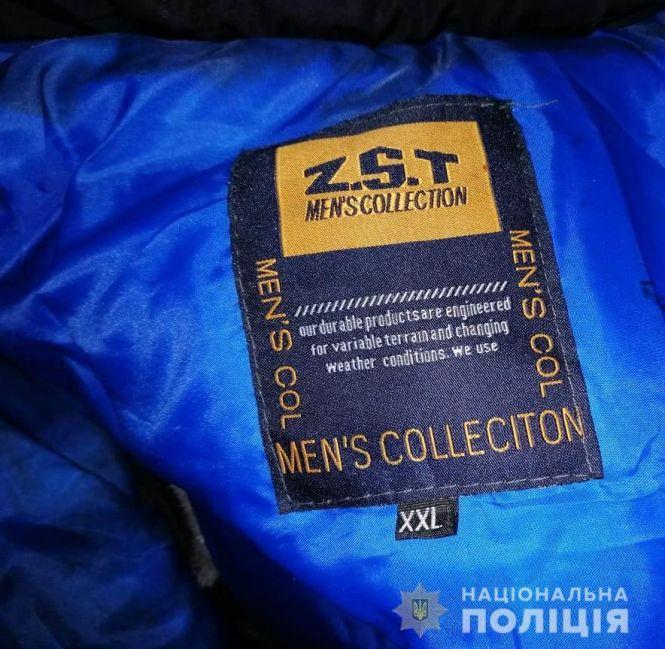 Z.S.T
MEN'S COLLECTION
MEN'S COL
MEN'S COL
our durable products are engineered
for variable terrain and changing
weather conditions. we use
MEN'S COLLECITON
XXL
НАЦІОНАЛЬНА
ПОЛІЦІЯ